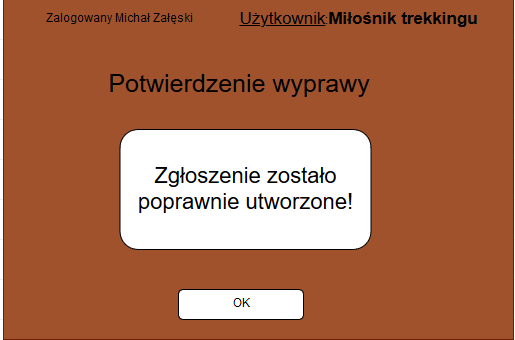 Zalogowany Michał Załęski
Użytkownik:Miłośnik trekkingu
Potwierdzenie wyprawy
Zgłoszenie zostało
poprawnie utworzone!
OK